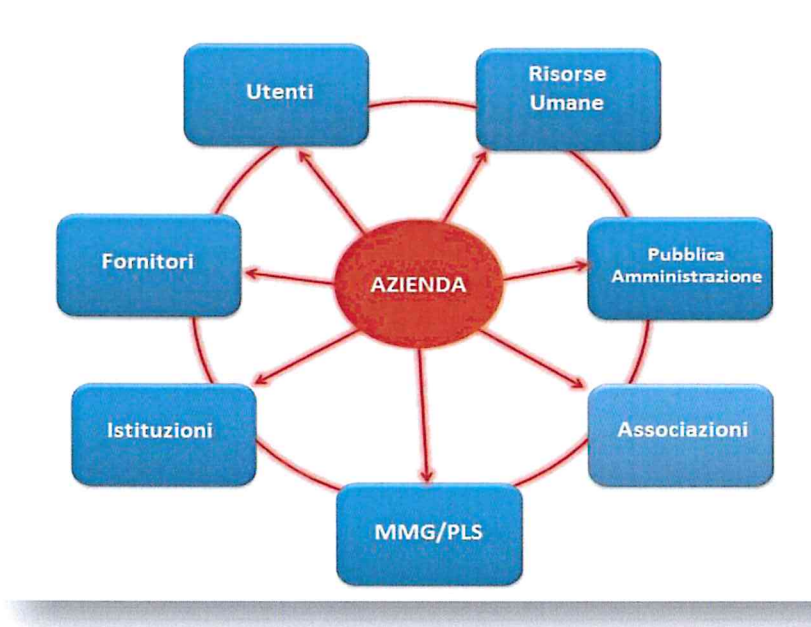 Utenti
Risorse
Umane
Fornitori
AZIENDA
Pubblica
Amministrazione
Istituzioni
Associazioni
MMG/PLS